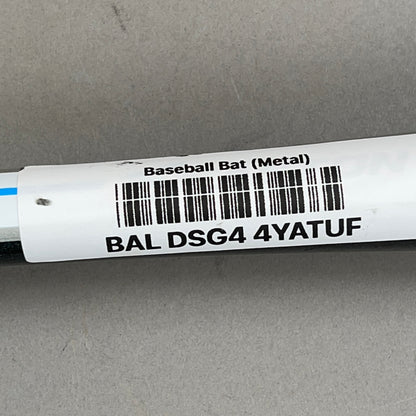 Baseball Bat (Metal)
BAL DSG4 4YATUF